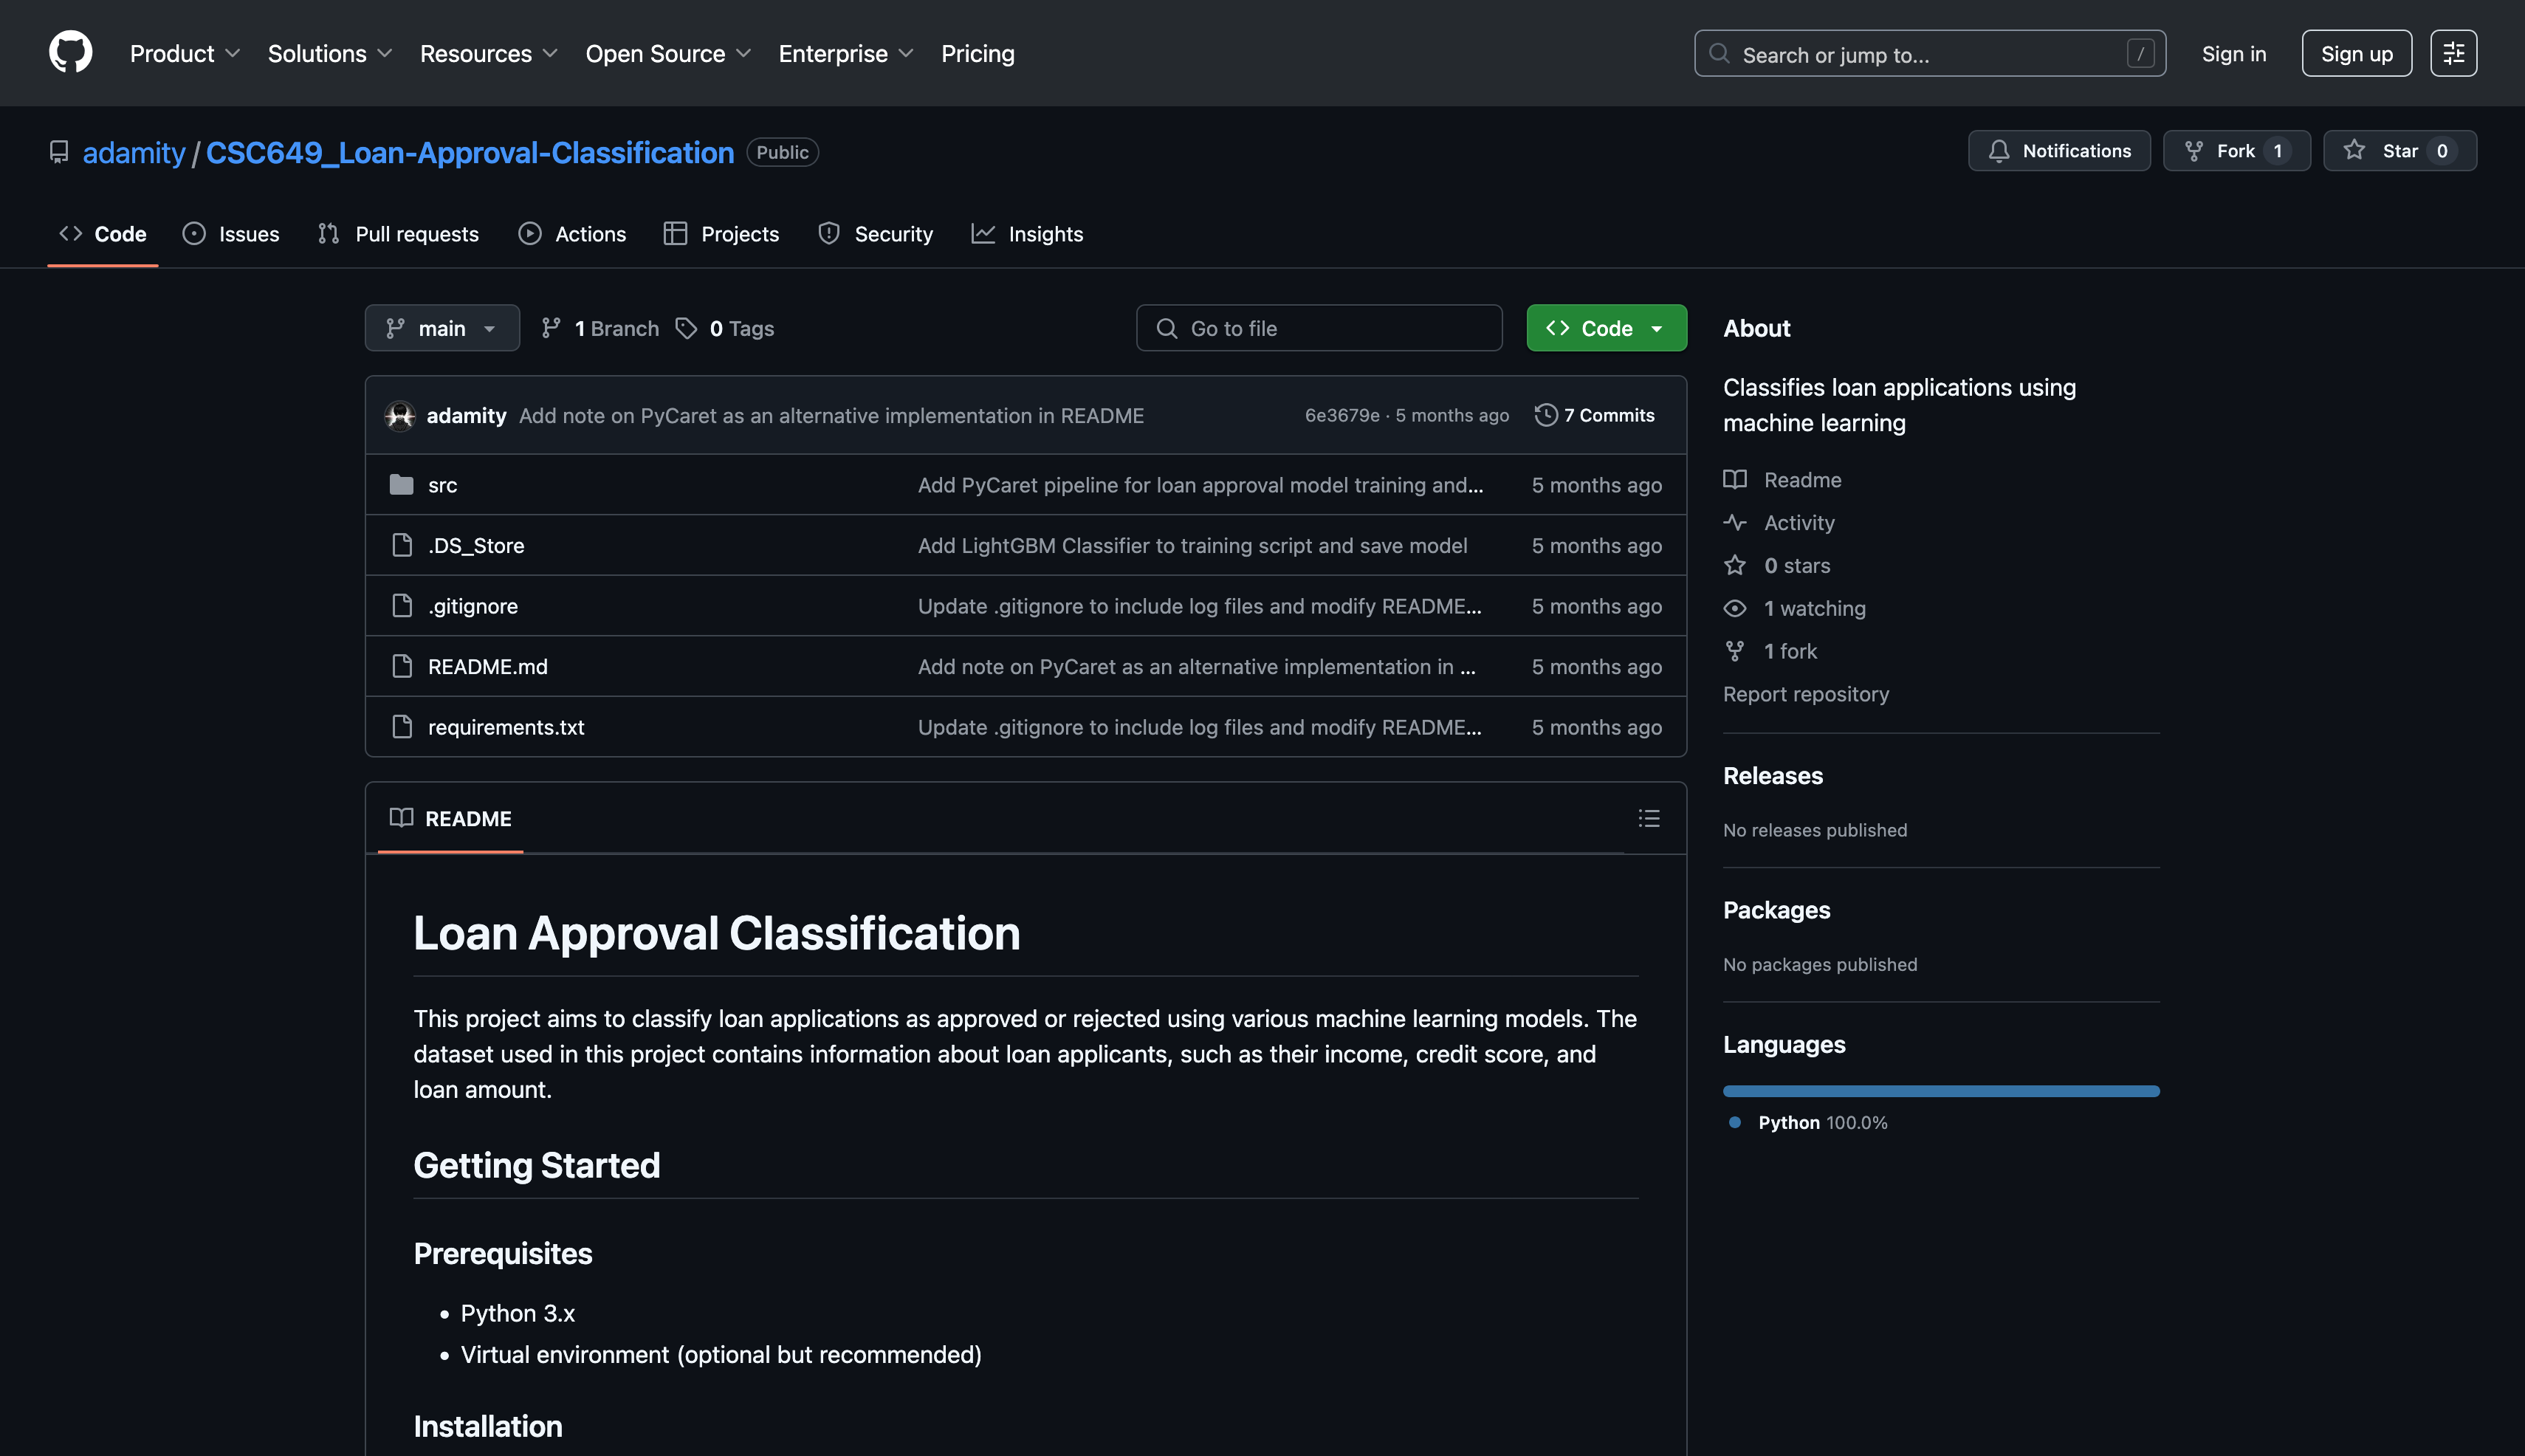 Product Solutions Resources Open Source Enterprise Pricing Search or jump to... / Sign in Sign up
adamity / CSC649_Loan-Approval-Classification Public Notifications Fork 1 Star 0
Code Issues Pull requests Actions Projects Security Insights
main 1 Branch 0 Tags Go to file Code
adamity Add note on PyCaret as an alternative implementation in README 6e3679e · 5 months ago 7 Commits
src Add PyCaret pipeline for loan approval model training and... 5 months ago
.DS_Store Add LightGBM Classifier to training script and save model 5 months ago
.gitignore Update .gitignore to include log files and modify README... 5 months ago
README.md Add note on PyCaret as an alternative implementation in ... 5 months ago
requirements.txt Update .gitignore to include log files and modify README... 5 months ago
README
Loan Approval Classification
This project aims to classify loan applications as approved or rejected using various machine learning models. The
dataset used in this project contains information about loan applicants, such as their income, credit score, and
loan amount.
Getting Started
Prerequisites
• Python 3.x
• Virtual environment (optional but recommended)
Installation
About
Classifies loan applications using
machine learning
Readme
Activity
0 stars
1 watching
1 fork
Report repository
Releases
No releases published
Packages
No packages published
Languages
Python 100.0%